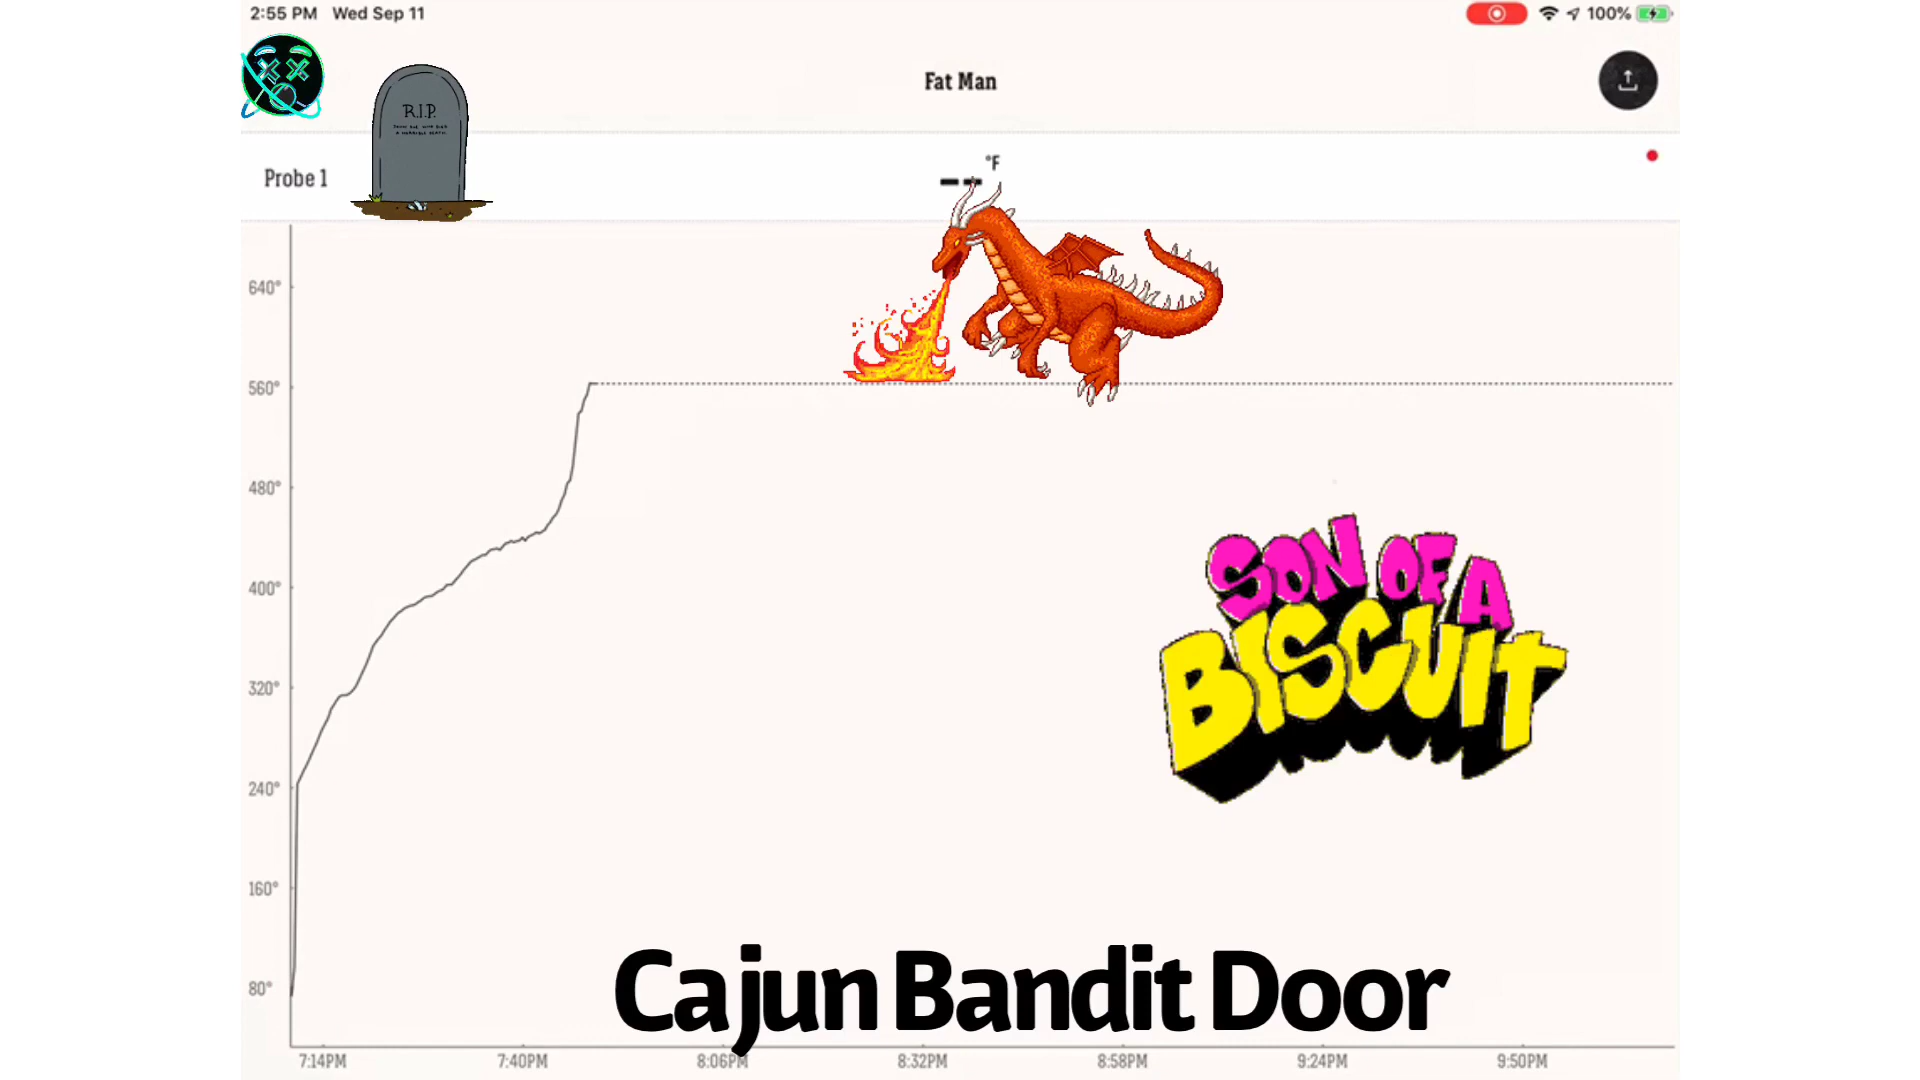 2:55 PM Wed Sep 11
100%
Fat Man
R.I.P.
Probe 1
°F
--
640°
560°
480°
400°
320°
240°
160°
80°
SON OF A
BISCUIT
Cajun Bandit Door
7:14PM 7:40PM 8:06PM 8:32PM 8:58PM 9:24PM 9:50PM